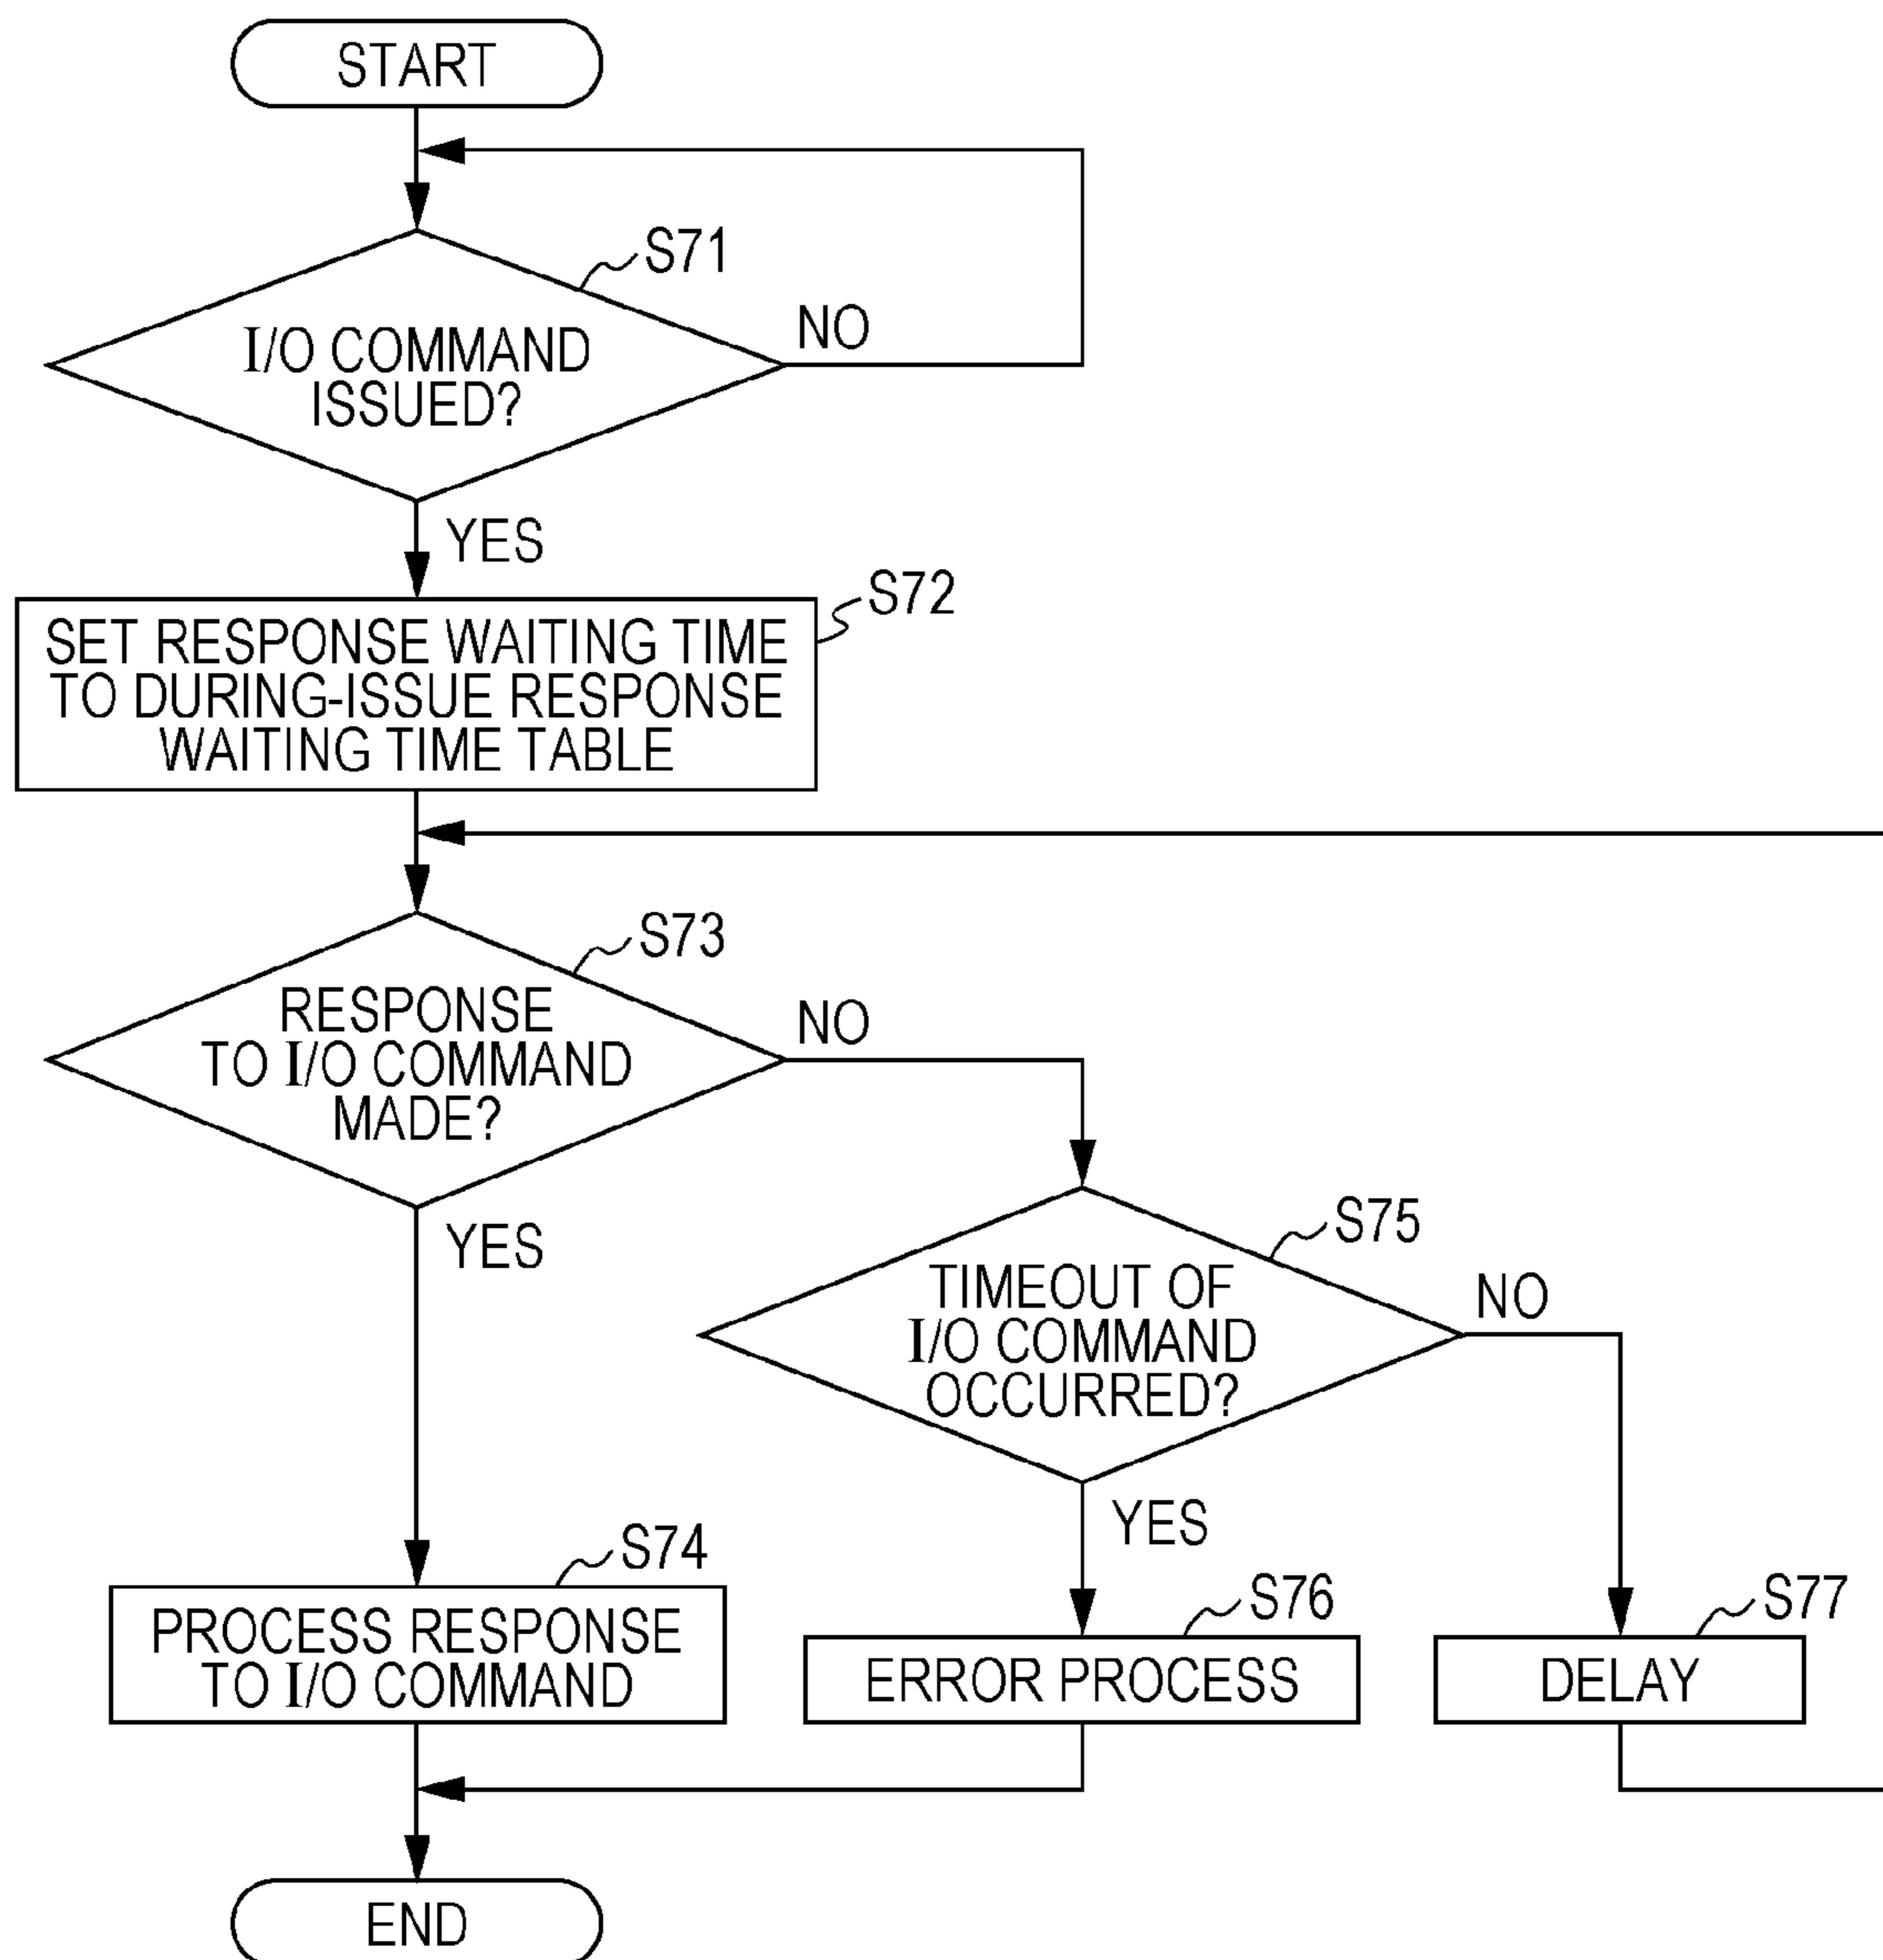 START
S71
I/O COMMAND
ISSUED?
NO
YES
S72
SET RESPONSE WAITING TIME
TO DURING-ISSUE RESPONSE
WAITING TIME TABLE
S73
RESPONSE
TO I/O COMMAND
MADE?
NO
YES
S75
TIMEOUT OF
I/O COMMAND
OCCURRED?
NO
YES
S74
PROCESS RESPONSE
TO I/O COMMAND
S76
ERROR PROCESS
S77
DELAY
END